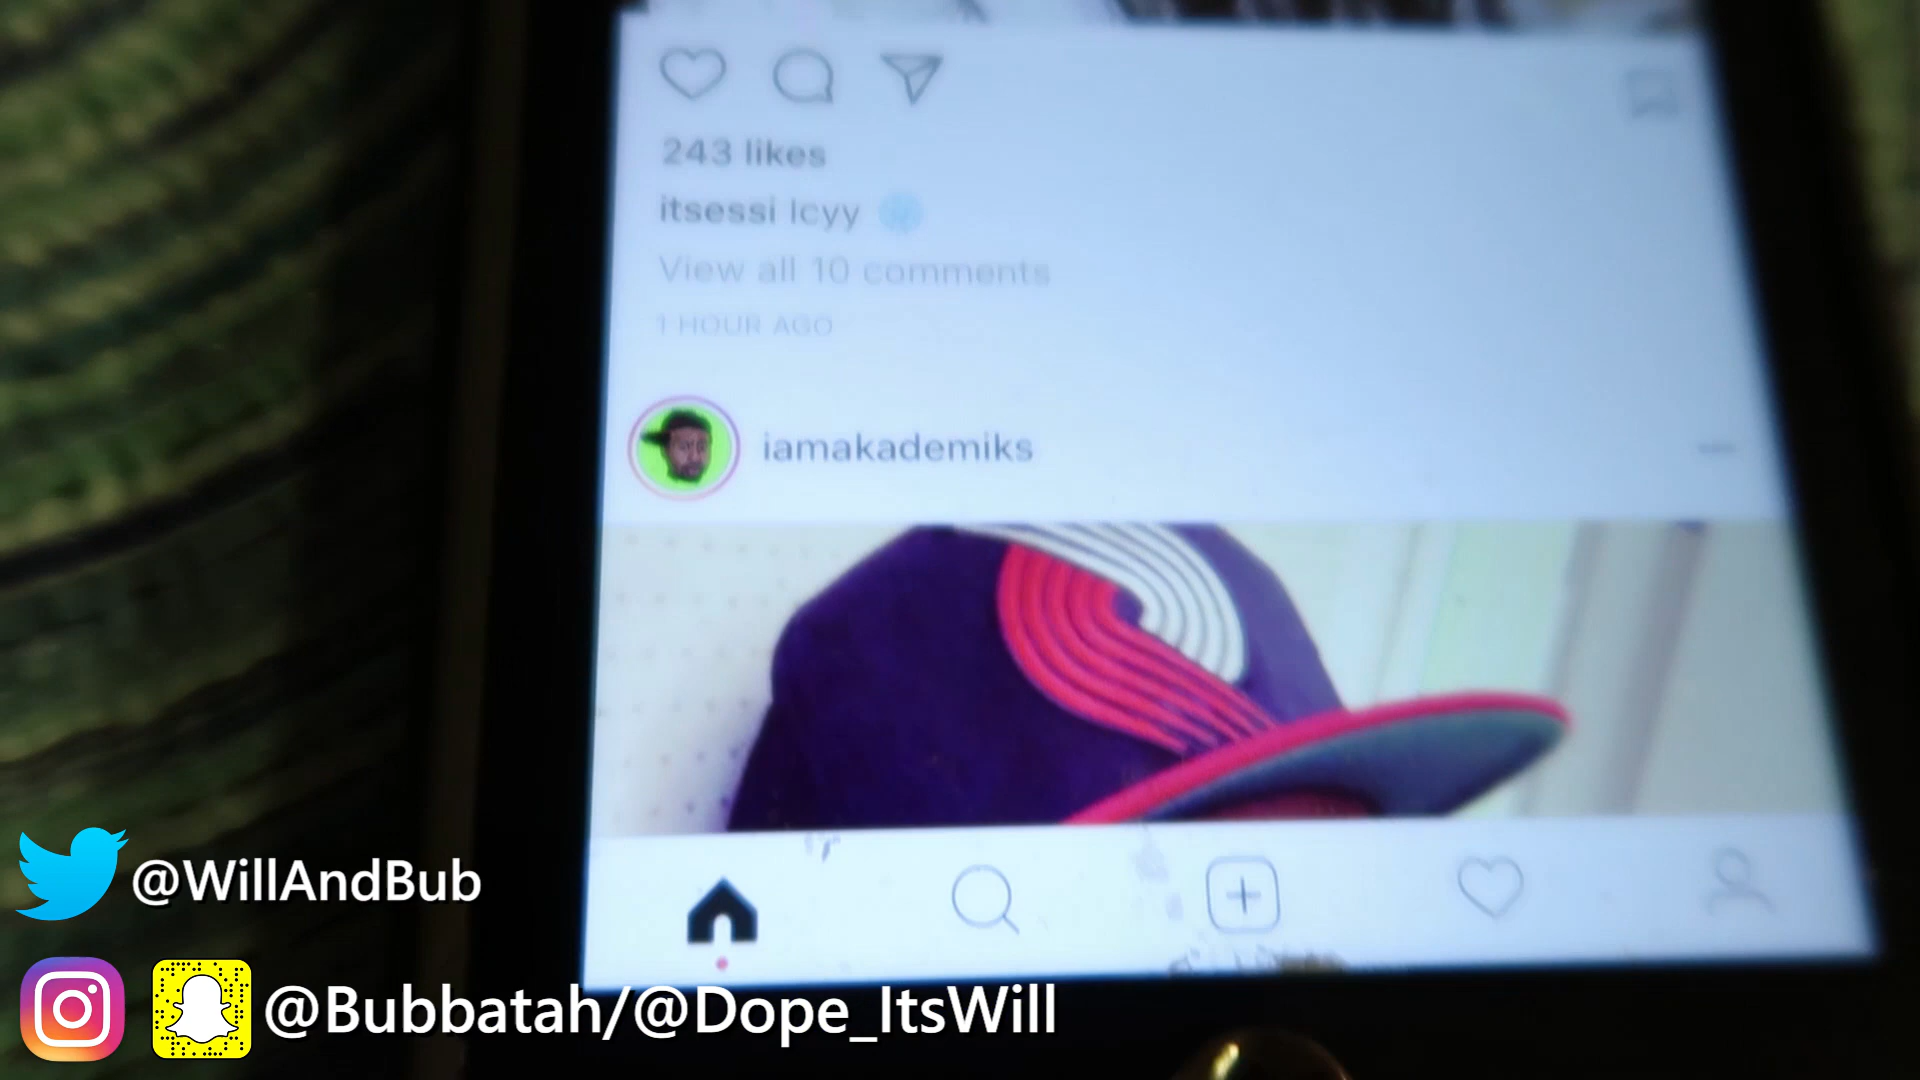 243 likes
itsessi Icyy
View all 10 comments
1 HOUR AGO
iamakademiks
@WillAndBub
@Bubbatah/@Dope_ItsWill